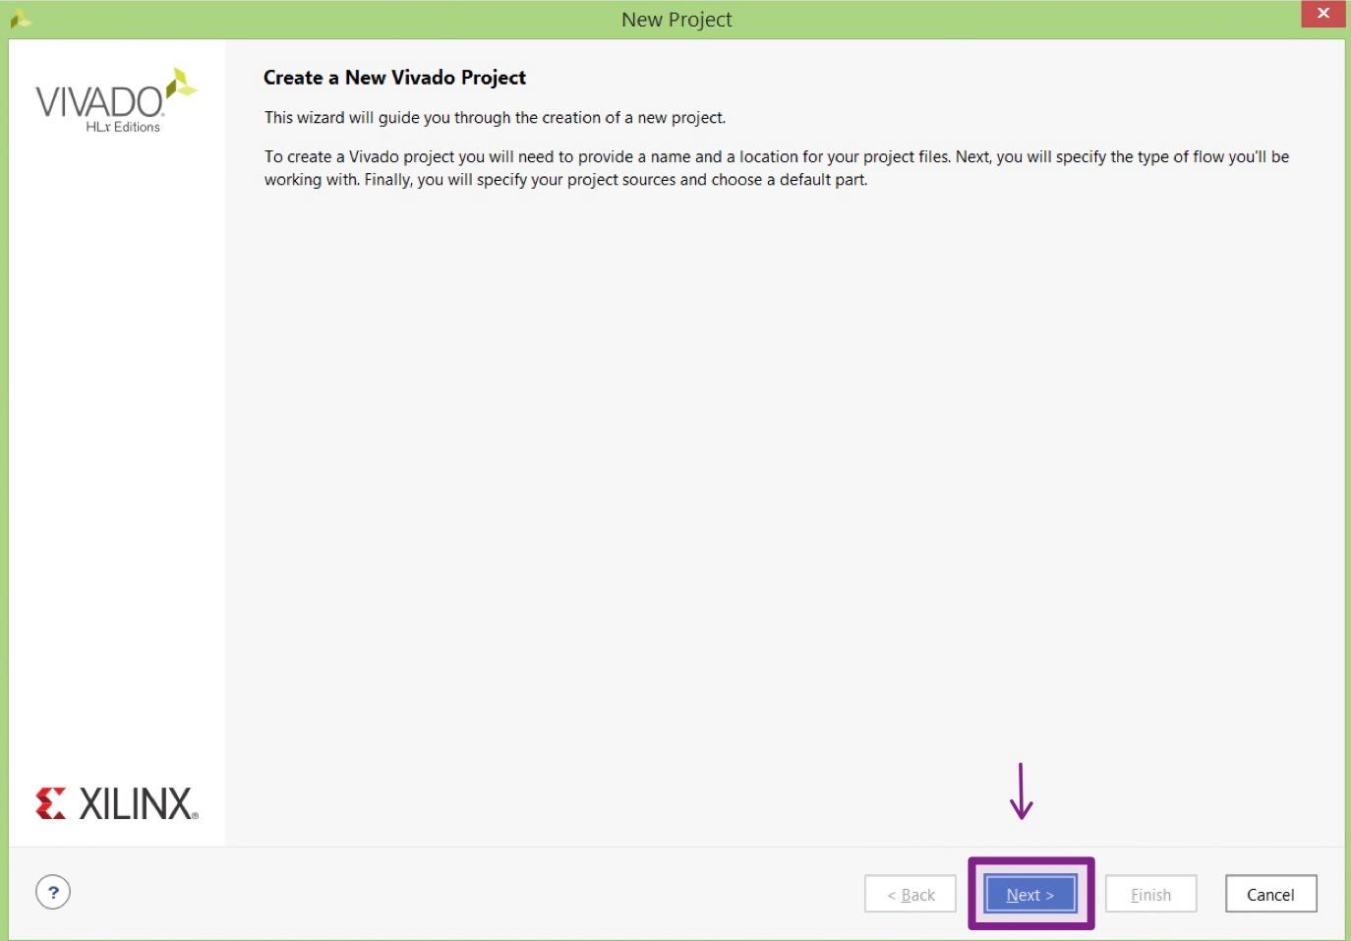 New Project
VIVADO.
HLx Editions
Create a New Vivado Project
This wizard will guide you through the creation of a new project.
To create a Vivado project you will need to provide a name and a location for your project files. Next, you will specify the type of flow you'll be
working with. Finally, you will specify your project sources and choose a default part.
XILINX®
?
< Back
Next >
Finish
Cancel